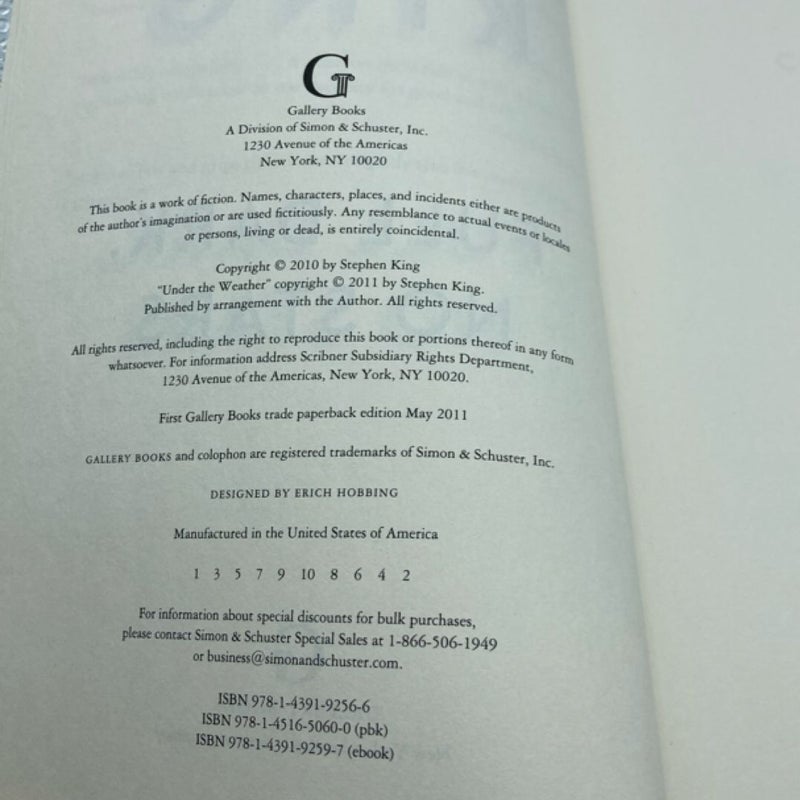 G
Gallery Books
A Division of Simon & Schuster, Inc.
1230 Avenue of the Americas
New York, NY 10020
This book is a work of fiction. Names, characters, places, and incidents either are products
of the author's imagination or are used fictitiously. Any resemblance to actual events or locales
or persons, living or dead, is entirely coincidental.
Copyright © 2010 by Stephen King
"Under the Weather" copyright © 2011 by Stephen King.
Published by arrangement with the Author. All rights reserved.
All rights reserved, including the right to reproduce this book or portions thereof in any form
whatsoever. For information address Scribner Subsidiary Rights Department,
1230 Avenue of the Americas, New York, NY 10020.
First Gallery Books trade paperback edition May 2011
GALLERY BOOKS and colophon are registered trademarks of Simon & Schuster, Inc.
DESIGNED BY ERICH HOBBING
Manufactured in the United States of America
1 3 5 7 9 10 8 6 4 2
For information about special discounts for bulk purchases,
please contact Simon & Schuster Special Sales at 1-866-506-1949
or business@simonandschuster.com.
ISBN 978-1-4391-9256-6
ISBN 978-1-4516-5060-0 (pbk)
ISBN 978-1-4391-9259-7 (ebook)